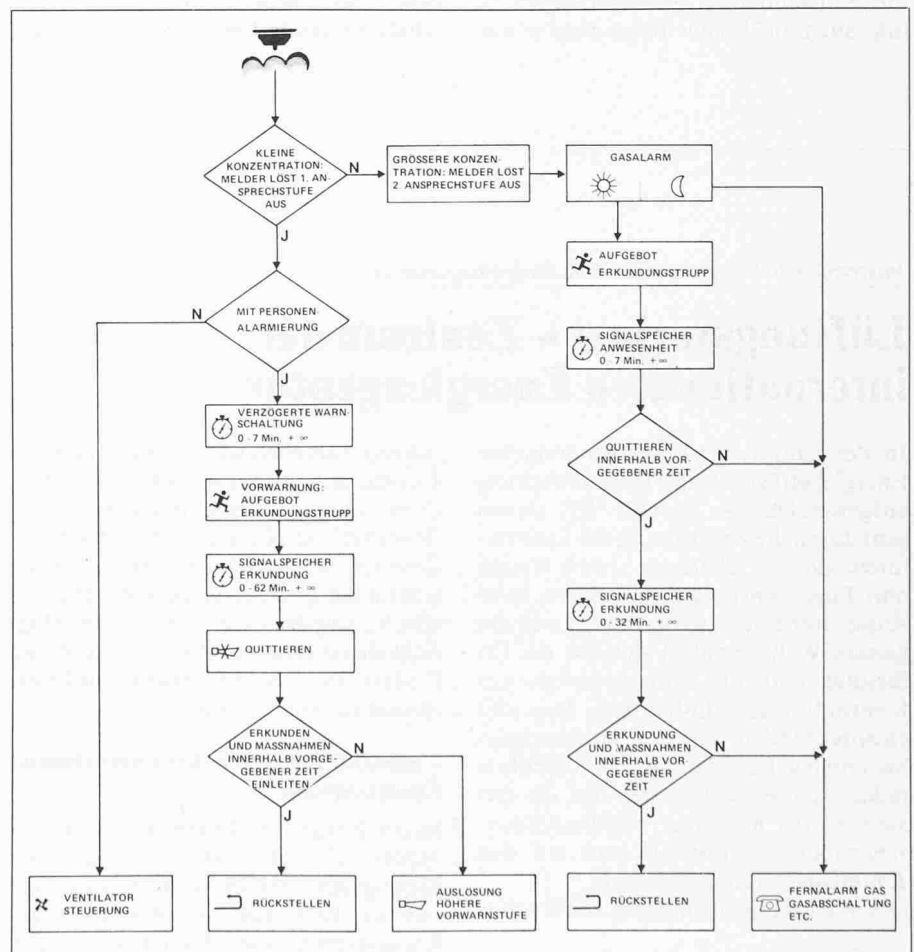 KLEINE
KONZENTRATION:
MELDER LÖST 1. AN-
SPRECHSTUFE
AUS
N
GRÖSSERE KONZEN-
TRATION: MELDER LÖST
2. ANSPRECHSTUFE AUS
GASALARM
J
AUFGEBOT
ERKUNDUNGSTRUPP
MIT PERSONEN-
ALARMIERUNG
N
J
SIGNALSPEICHER
ANWESENHEIT
0 - 7 Min. + ∞
VERZÖGERTE WARN-
SCHALTUNG
0 - 7 Min. + ∞
QUITTIEREN
INNERHALB VOR-
GEGEBENER ZEIT
N
J
VORWARNUNG:
AUFGEBOT
ERKUNDUNGSTRUPP
SIGNALSPEICHER
ERKUNDUNG
0 - 62 Min. + ∞
SIGNALSPEICHER
ERKUNDUNG
0 - 32 Min. + ∞
QUITTIEREN
ERKUNDEN
UND MASSNAHMEN
INNERHALB VORGE-
GEBENER ZEIT
EINLEITEN
N
J
ERKUNDUNG
UND MASSNAHMEN
INNERHALB VOR-
GEGEBENER
ZEIT
N
J
VENTILATOR
STEUERUNG
RÜCKSTELLEN
AUSLÖSUNG
HÖHERE
VORWARNSTUFE
RÜCKSTELLEN
FERNALARM GAS
GASABSCHALTUNG
ETC.